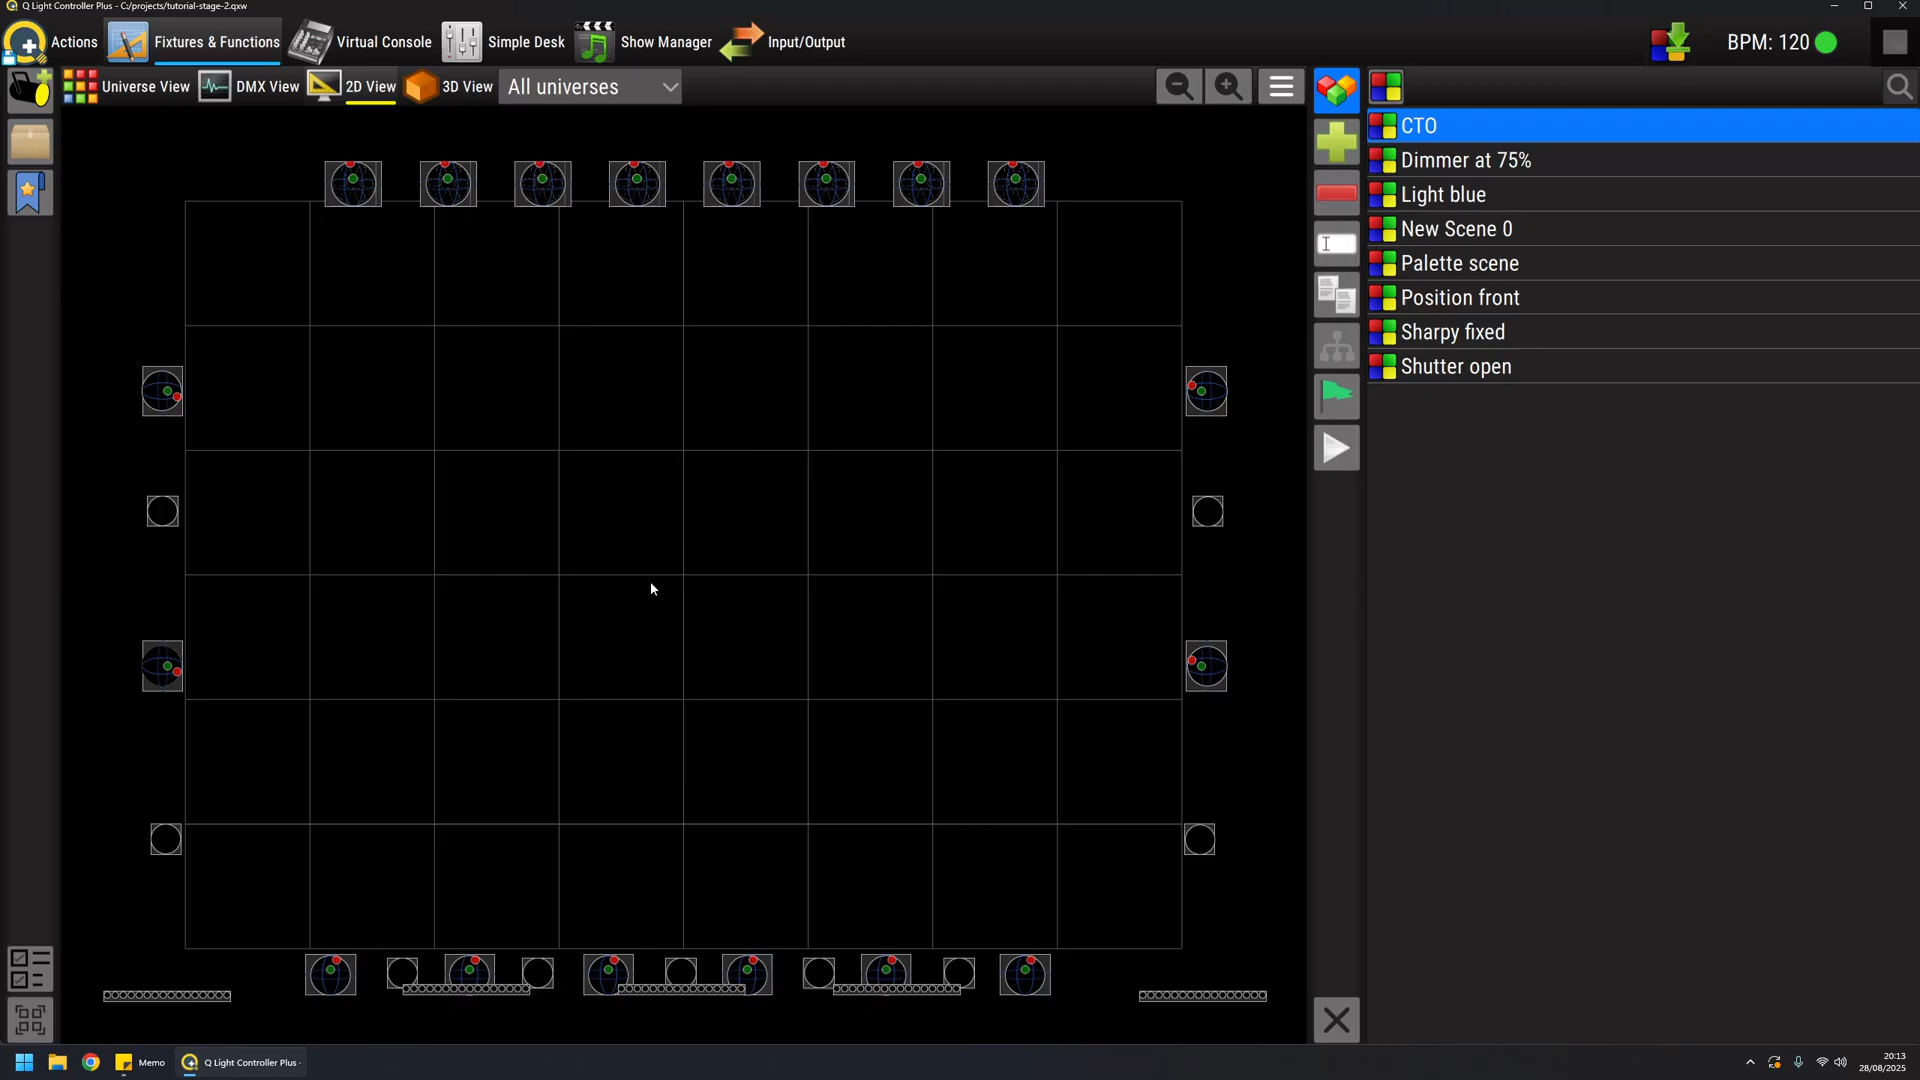 Q Light Controller Plus - C:/projects/tutorial-stage-2.qxw
Actions
Fixtures & Functions
Virtual Console
Simple Desk
Show Manager
Input/Output
BPM: 120
Universe View
DMX View
2D View
3D View
All universes
CTO
Dimmer at 75%
Light blue
New Scene 0
Palette scene
Position front
Sharpy fixed
Shutter open
Memo
Q Light Controller Plus -
20:13
28/08/2025